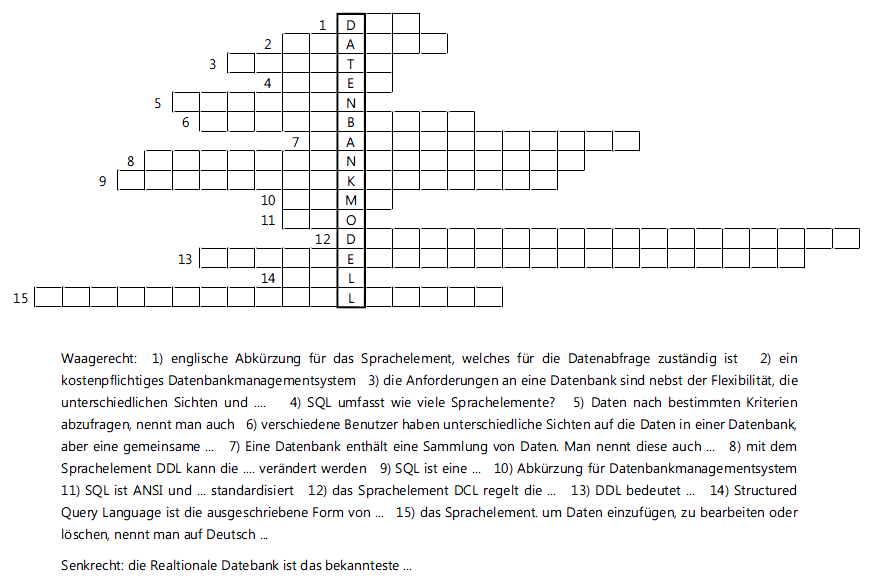 1 D
2 A
3 T
4 E
5 N
6 B
7 A
8 N
9 K
10 M
11 O
12 D
13 E
14 L
15 L
Waagerecht: 1) englische Abkürzung für das Sprachelement, welches für die Datenabfrage zuständig ist 2) ein
kostenpflichtiges Datenbankmanagementsystem 3) die Anforderungen an eine Datenbank sind nebst der Flexibilität, die
unterschiedlichen Sichten und .... 4) SQL umfasst wie viele Sprachelemente? 5) Daten nach bestimmten Kriterien
abzufragen, nennt man auch 6) verschiedene Benutzer haben unterschiedliche Sichten auf die Daten in einer Datenbank,
aber eine gemeinsame ... 7) Eine Datenbank enthält eine Sammlung von Daten. Man nennt diese auch ... 8) mit dem
Sprachelement DDL kann die .... verändert werden 9) SQL ist eine ... 10) Abkürzung für Datenbankmanagementsystem
11) SQL ist ANSI und ... standardisiert 12) das Sprachelement DCL regelt die ... 13) DDL bedeutet ... 14) Structured
Query Language ist die ausgeschriebene Form von ... 15) das Sprachelement. um Daten einzufügen, zu bearbeiten oder
löschen, nennt man auf Deutsch ...
Senkrecht: die Realtionale Datebank ist das bekannteste ...